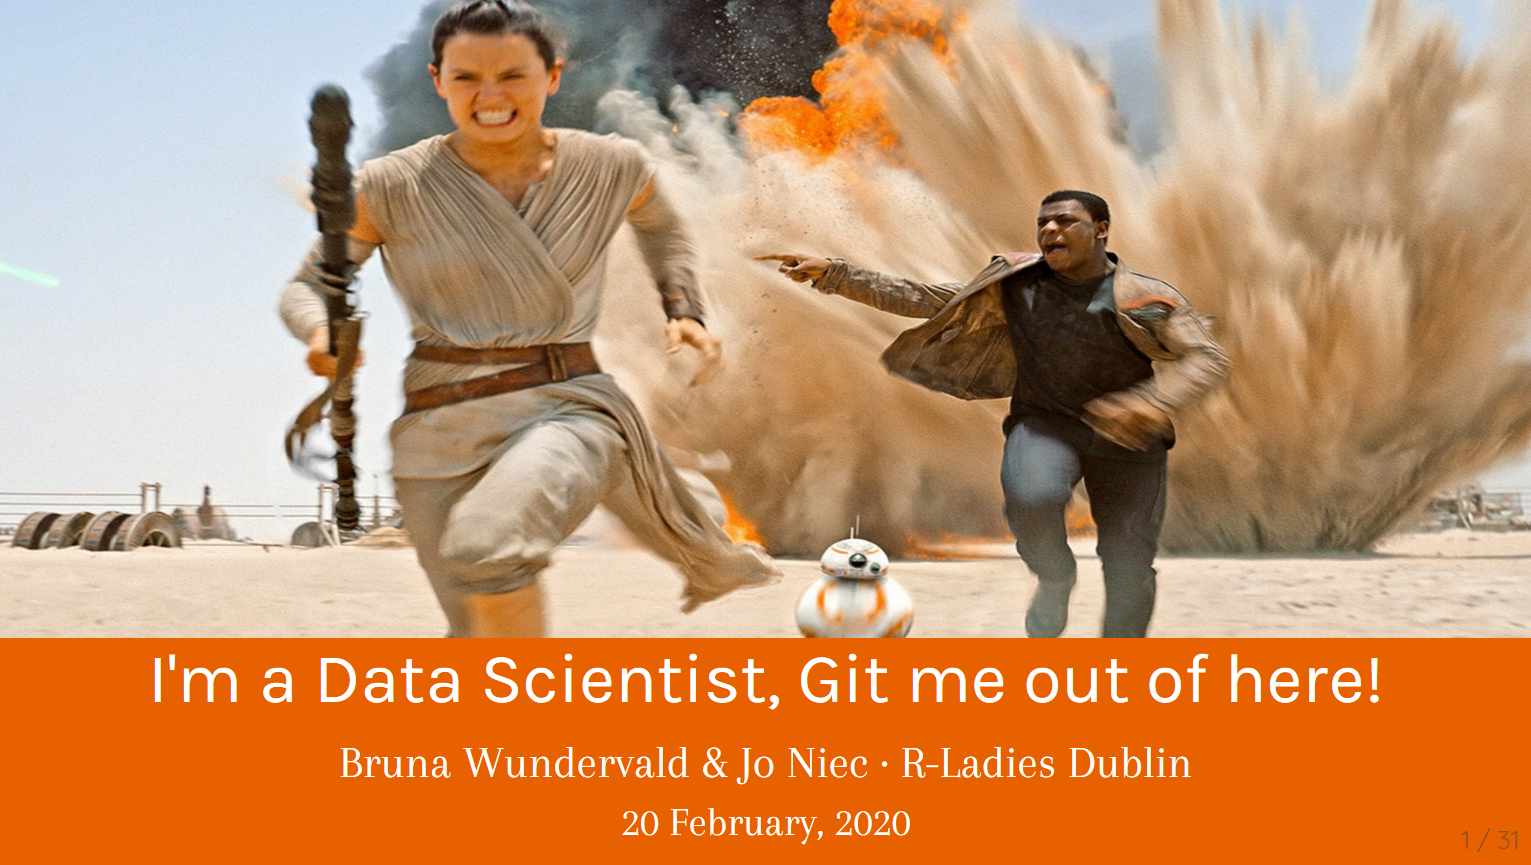 I'm a Data Scientist, Git me out of here!
Bruna Wundervald & Jo Niec · R-Ladies Dublin
20 February, 2020
1 / 31